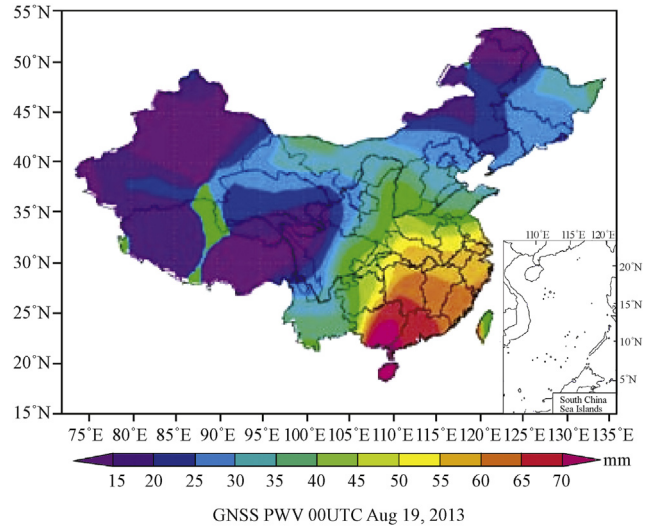 55°N
50°N
45°N
40°N
35°N
30°N
25°N
20°N
15°N
75°E 80°E 85°E 90°E 100°E 105°E 110°E 115°E 120°E 125°E 130°E 135°E
110°E 115°E 120°E
20°N
15°N
10°N
5°N
South China
Sea Islands
15 20 25 30 35 40 45 50 55 60 65 70 mm
GNSS PWV 00UTC Aug 19, 2013